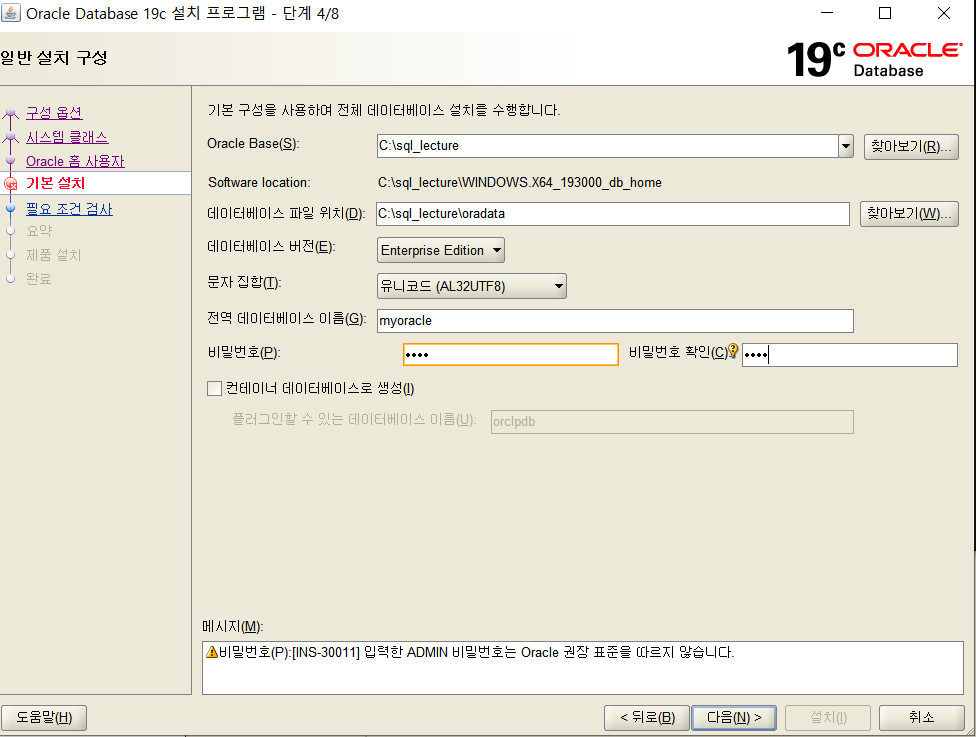 Oracle Database 19c 설치 프로그램 - 단계 4/8
일반 설치 구성
19c ORACLE Database
구성 옵션
시스템 클래스
Oracle 홈 사용자
기본 설치
필요 조건 검사
요약
제품 설치
완료
기본 구성을 사용하여 전체 데이터베이스 설치를 수행합니다.
Oracle Base(S): C:\sql_lecture 찾아보기(R)...
Software location: C:\sql_lecture\WINDOWS.X64_193000_db_home
데이터베이스 파일 위치(D): C:\sql_lecture\oradata 찾아보기(W)...
데이터베이스 버전(E): Enterprise Edition
문자 집합(T): 유니코드 (AL32UTF8)
전역 데이터베이스 이름(G): myoracle
비밀번호(P): •••• 비밀번호 확인(C): ••••
컨테이너 데이터베이스로 생성(I)
플러그인할 수 있는 데이터베이스 이름(U): orclpdb
메시지(M):
비밀번호(P):[INS-30011] 입력한 ADMIN 비밀번호는 Oracle 권장 표준을 따르지 않습니다.
도움말(H) < 뒤로(B) 다음(N) > 설치(I) 취소